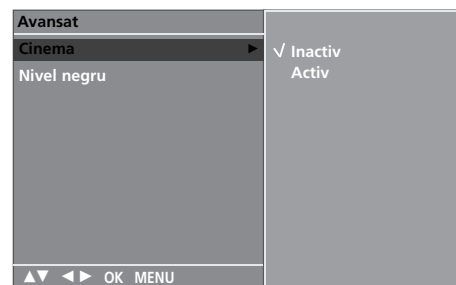 Avansat
Cinema ►
√ Inactiv
Activ
Nivel negru
▲▼ ◄► OK MENU